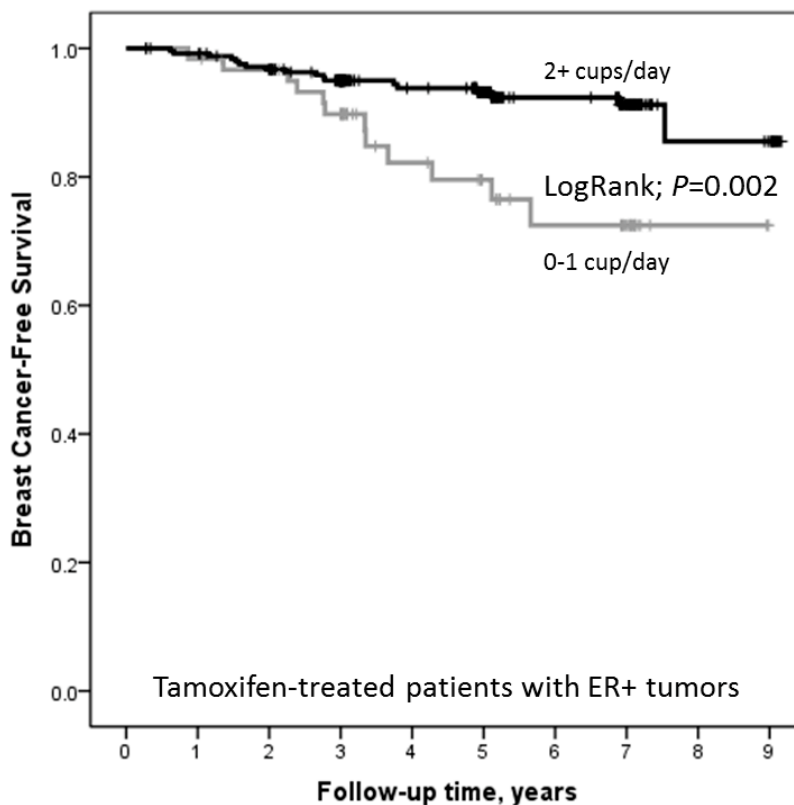 1.0
0.8
0.6
0.4
0.2
0.0
Breast Cancer-Free Survival
2+ cups/day
LogRank; P=0.002
0-1 cup/day
Tamoxifen-treated patients with ER+ tumors
0 1 2 3 4 5 6 7 8 9
Follow-up time, years